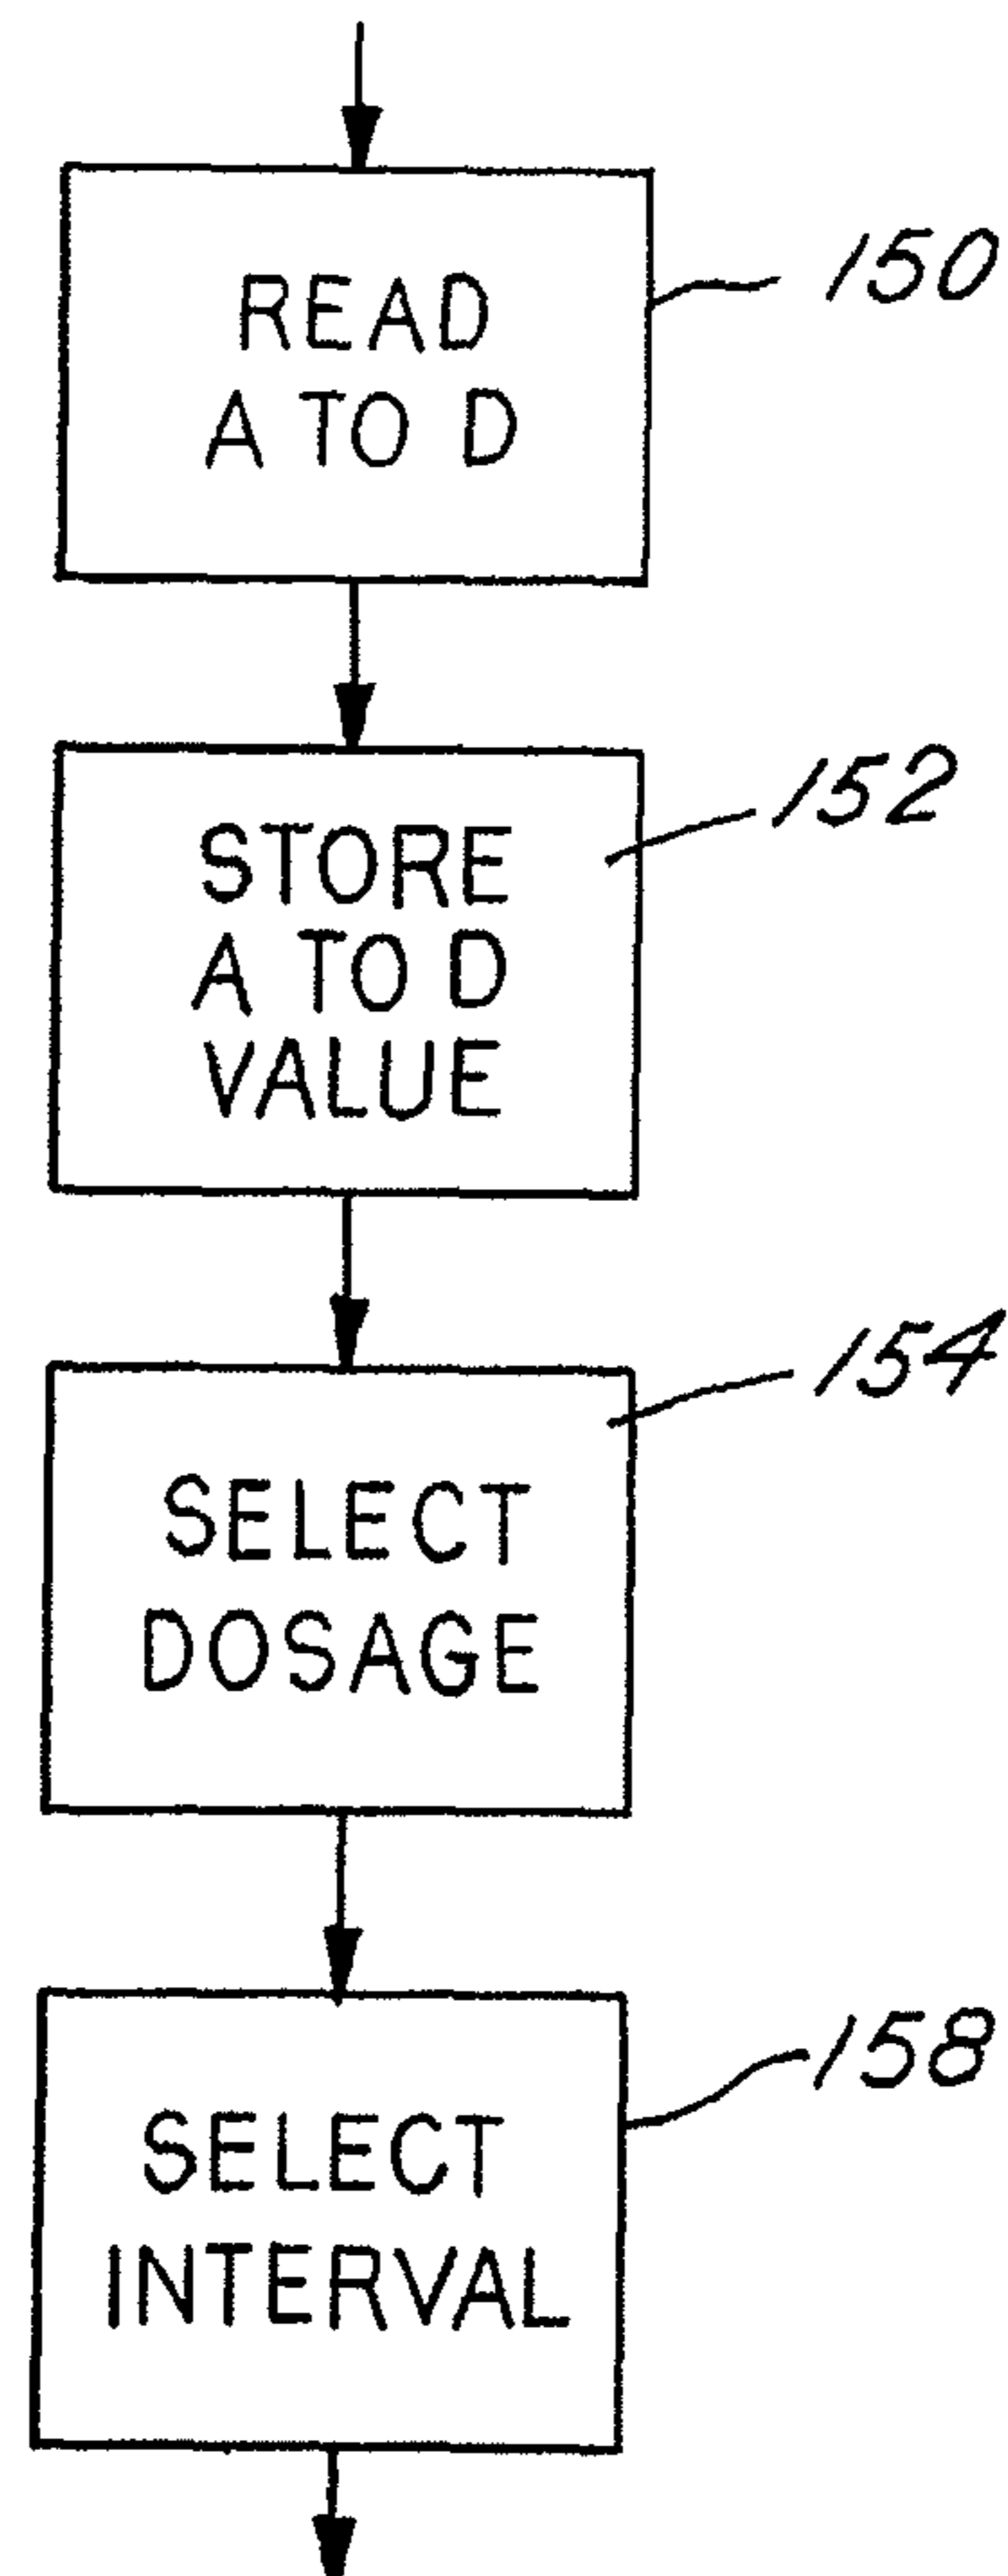 READ
A TO D
150
STORE
A TO D
VALUE
152
SELECT
DOSAGE
154
SELECT
INTERVAL
158